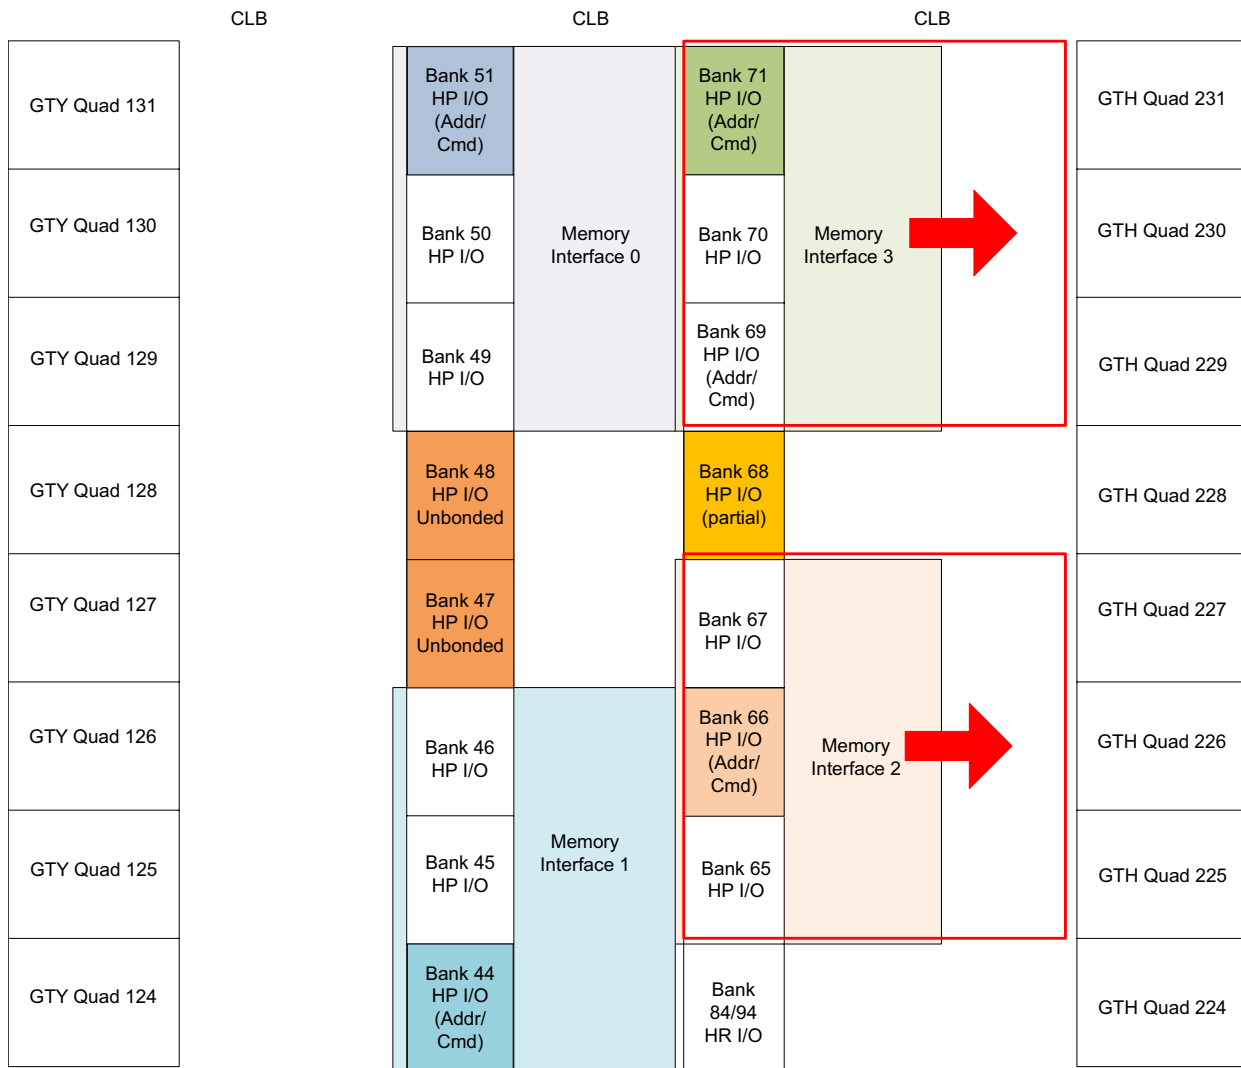 CLB
CLB
CLB
GTY Quad 131
GTY Quad 130
GTY Quad 129
GTY Quad 128
GTY Quad 127
GTY Quad 126
GTY Quad 125
GTY Quad 124
Bank 51
HP I/O
(Addr/
Cmd)
Bank 50
HP I/O
Bank 49
HP I/O
Bank 48
HP I/O
Unbonded
Bank 47
HP I/O
Unbonded
Bank 46
HP I/O
Bank 45
HP I/O
Bank 44
HP I/O
(Addr/
Cmd)
Memory
Interface 0
Memory
Interface 1
Bank 71
HP I/O
(Addr/
Cmd)
Bank 70
HP I/O
Bank 69
HP I/O
(Addr/
Cmd)
Bank 68
HP I/O
(partial)
Bank 67
HP I/O
Bank 66
HP I/O
(Addr/
Cmd)
Bank 65
HP I/O
Bank
84/94
HR I/O
Memory
Interface 3
Memory
Interface 2
GTH Quad 231
GTH Quad 230
GTH Quad 229
GTH Quad 228
GTH Quad 227
GTH Quad 226
GTH Quad 225
GTH Quad 224